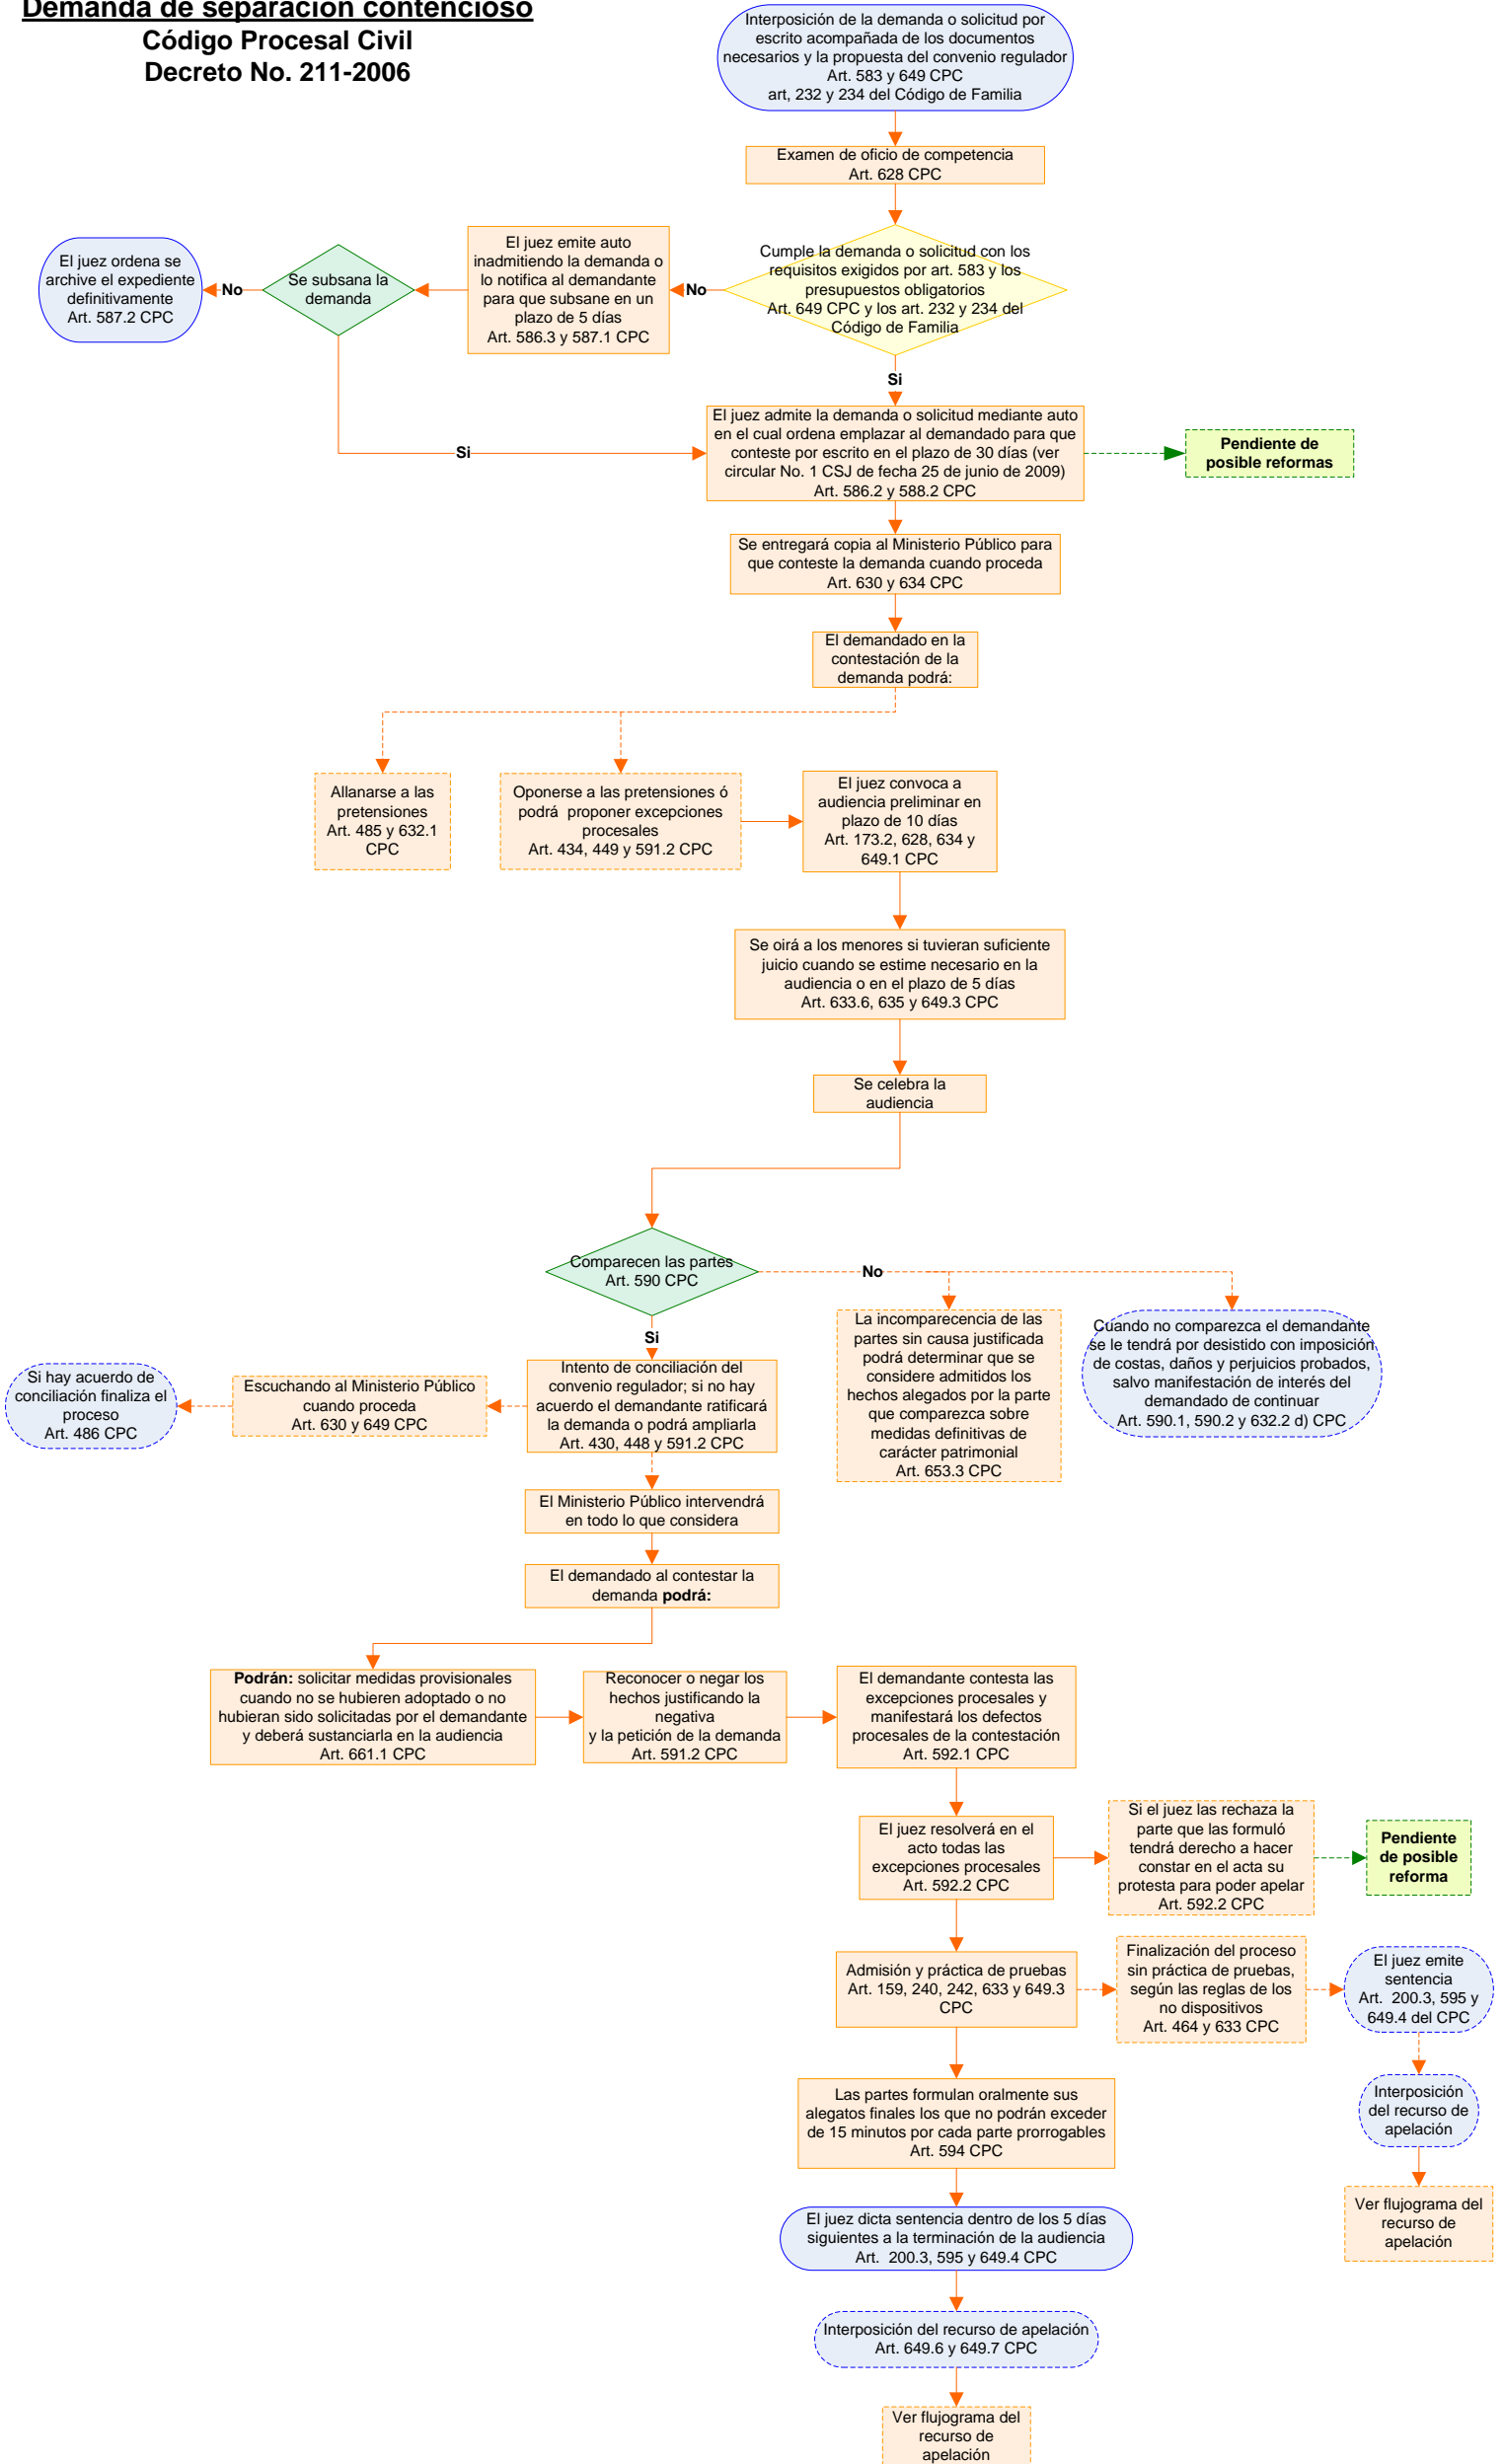 Demanda de separación contencioso
Código Procesal Civil
Decreto No. 211-2006
Interposición de la demanda o solicitud por
escrito acompañada de los documentos
necesarios y la propuesta del convenio regulador
Art. 583 y 649 CPC
art, 232 y 234 del Código de Familia
Examen de oficio de competencia
Art. 628 CPC
Cumple la demanda o solicitud con los
requisitos exigidos por art. 583 y los
presupuestos obligatorios
Art. 649 CPC y los art. 232 y 234 del
Código de Familia
No
El juez emite auto
inadmitiendo la demanda o
lo notifica al demandante
para que subsane en un
plazo de 5 días
Art. 586.3 y 587.1 CPC
Se subsana la
demanda
No
El juez ordena se
archive el expediente
definitivamente
Art. 587.2 CPC
Si
Si
El juez admite la demanda o solicitud mediante auto
en el cual ordena emplazar al demandado para que
conteste por escrito en el plazo de 30 días (ver
circular No. 1 CSJ de fecha 25 de junio de 2009)
Art. 586.2 y 588.2 CPC
Pendiente de
posible reformas
Se entregará copia al Ministerio Público para
que conteste la demanda cuando proceda
Art. 630 y 634 CPC
El demandado en la
contestación de la
demanda podrá:
Allanarse a las
pretensiones
Art. 485 y 632.1
CPC
Oponerse a las pretensiones ó
podrá proponer excepciones
procesales
Art. 434, 449 y 591.2 CPC
El juez convoca a
audiencia preliminar en
plazo de 10 días
Art. 173.2, 628, 634 y
649.1 CPC
Se oirá a los menores si tuvieran suficiente
juicio cuando se estime necesario en la
audiencia o en el plazo de 5 días
Art. 633.6, 635 y 649.3 CPC
Se celebra la
audiencia
Comparecen las partes
Art. 590 CPC
No
La incomparecencia de las
partes sin causa justificada
podrá determinar que se
considere admitidos los
hechos alegados por la parte
que comparezca sobre
medidas definitivas de
carácter patrimonial
Art. 653.3 CPC
Cuando no comparezca el demandante
se le tendrá por desistido con imposición
de costas, daños y perjuicios probados,
salvo manifestación de interés del
demandado de continuar
Art. 590.1, 590.2 y 632.2 d) CPC
Si
Intento de conciliación del
convenio regulador; si no hay
acuerdo el demandante ratificará
la demanda o podrá ampliarla
Art. 430, 448 y 591.2 CPC
Escuchando al Ministerio Público
cuando proceda
Art. 630 y 649 CPC
Si hay acuerdo de
conciliación finaliza el
proceso
Art. 486 CPC
El Ministerio Público intervendrá
en todo lo que considera
El demandado al contestar la
demanda podrá:
Podrán: solicitar medidas provisionales
cuando no se hubieren adoptado o no
hubieran sido solicitadas por el demandante
y deberá sustanciarla en la audiencia
Art. 661.1 CPC
Reconocer o negar los
hechos justificando la
negativa
y la petición de la demanda
Art. 591.2 CPC
El demandante contesta las
excepciones procesales y
manifestará los defectos
procesales de la contestación
Art. 592.1 CPC
El juez resolverá en el
acto todas las
excepciones procesales
Art. 592.2 CPC
Si el juez las rechaza la
parte que las formuló
tendrá derecho a hacer
constar en el acta su
protesta para poder apelar
Art. 592.2 CPC
Pendiente
de posible
reforma
Admisión y práctica de pruebas
Art. 159, 240, 242, 633 y 649.3
CPC
Finalización del proceso
sin práctica de pruebas,
según las reglas de los
no dispositivos
Art. 464 y 633 CPC
El juez emite
sentencia
Art. 200.3, 595 y
649.4 del CPC
Interposición
del recurso de
apelación
Ver flujograma del
recurso de
apelación
Las partes formulan oralmente sus
alegatos finales los que no podrán exceder
de 15 minutos por cada parte prorrogables
Art. 594 CPC
El juez dicta sentencia dentro de los 5 días
siguientes a la terminación de la audiencia
Art. 200.3, 595 y 649.4 CPC
Interposición del recurso de apelación
Art. 649.6 y 649.7 CPC
Ver flujograma del
recurso de
apelación